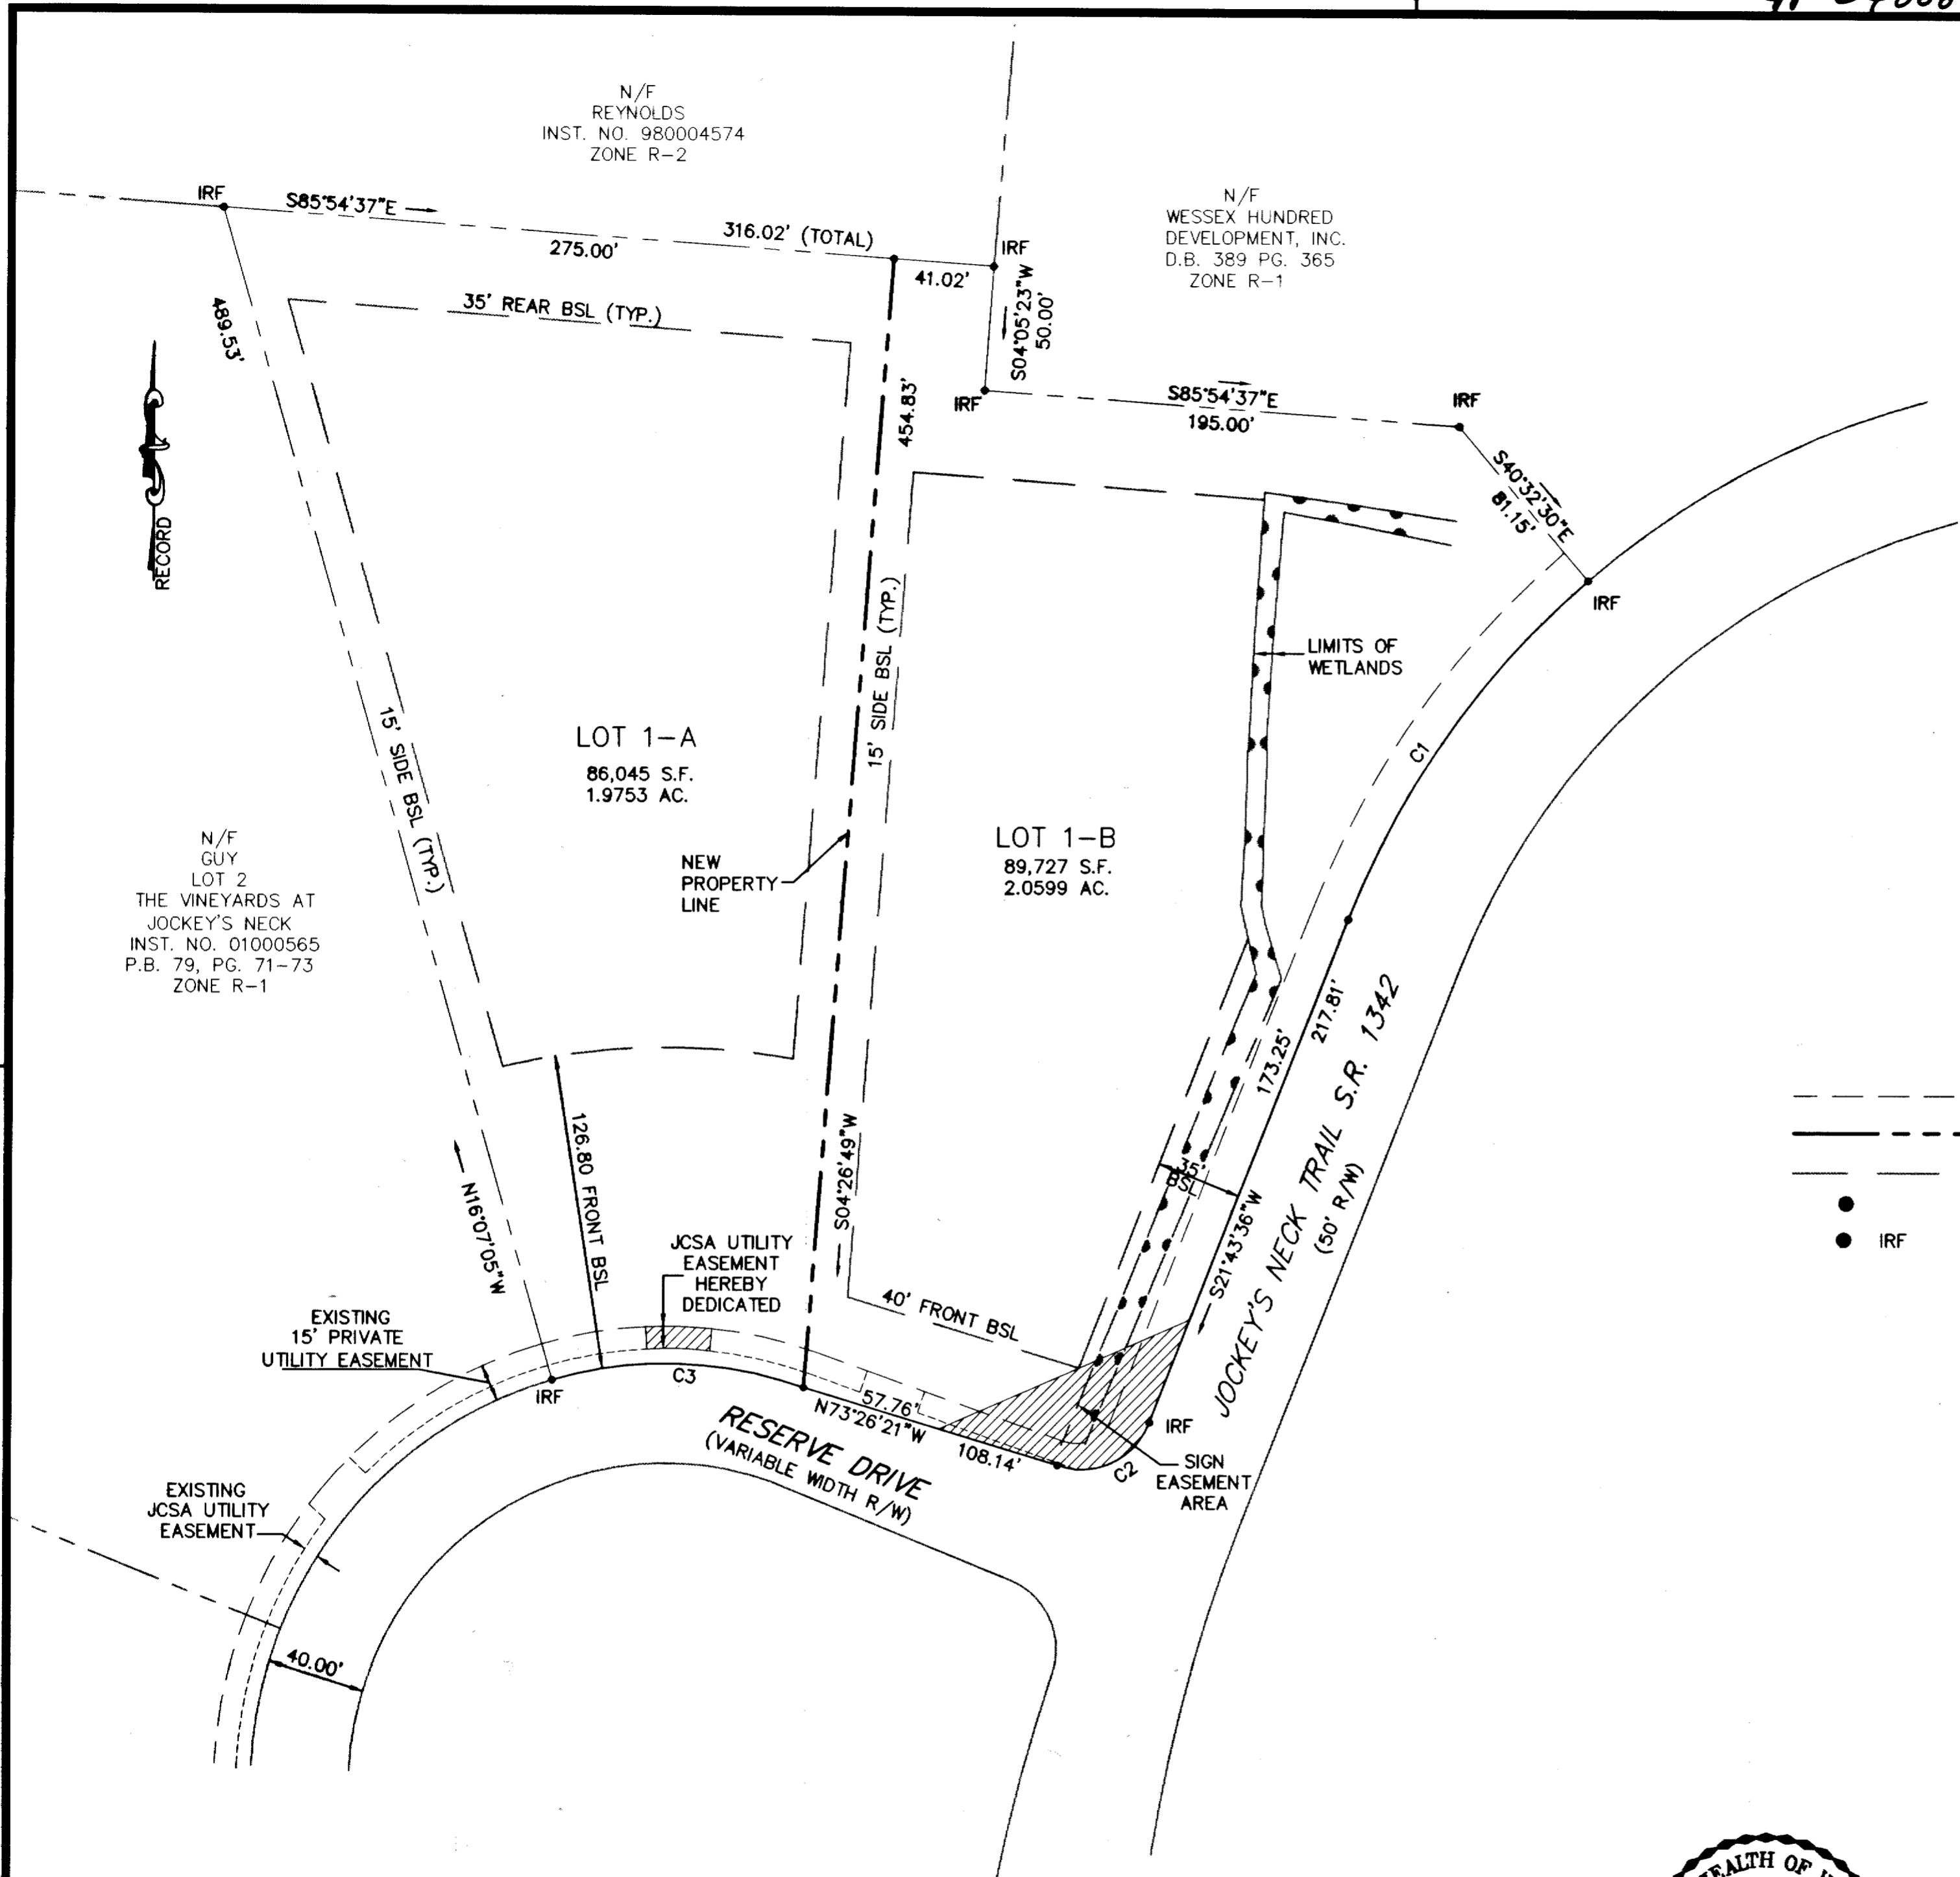 N/F
REYNOLDS
INST. NO. 980004574
ZONE R-2
N/F
WESSEX HUNDRED
DEVELOPMENT, INC.
D.B. 389 PG. 365
ZONE R-1
IRF
S85°54'37"E
316.02' (TOTAL)
275.00'
IRF
41.02'
S04°05'23"W
50.00'
35' REAR BSL (TYP.)
489.53'
454.83'
IRF
S85°54'37"E
195.00'
IRF
S40°32'30"E
81.15'
IRF
RECORD
15' SIDE BSL (TYP.)
LIMITS OF
WETLANDS
15' SIDE BSL (TYP.)
LOT 1-A
86,045 S.F.
1.9753 AC.
C1
NEW
PROPERTY
LINE
LOT 1-B
89,727 S.F.
2.0599 AC.
N/F
GUY
LOT 2
THE VINEYARDS AT
JOCKEY'S NECK
INST. NO. 01000565
P.B. 79, PG. 71-73
ZONE R-1
217.81'
173.25'
JOCKEY'S NECK TRAIL S.R. 1342
(50' R/W)
35'
BSL
S21°43'36"W
S04°26'49"W
126.80 FRONT BSL
N16°07'05"W
IRF
JCSA UTILITY
EASEMENT
HEREBY
DEDICATED
40' FRONT BSL
EXISTING
15' PRIVATE
UTILITY EASEMENT
IRF
C3
57.76'
N73°26'21"W
108.14'
IRF
C2
SIGN
EASEMENT
AREA
RESERVE DRIVE
(VARIABLE WIDTH R/W)
EXISTING
JCSA UTILITY
EASEMENT
40.00'